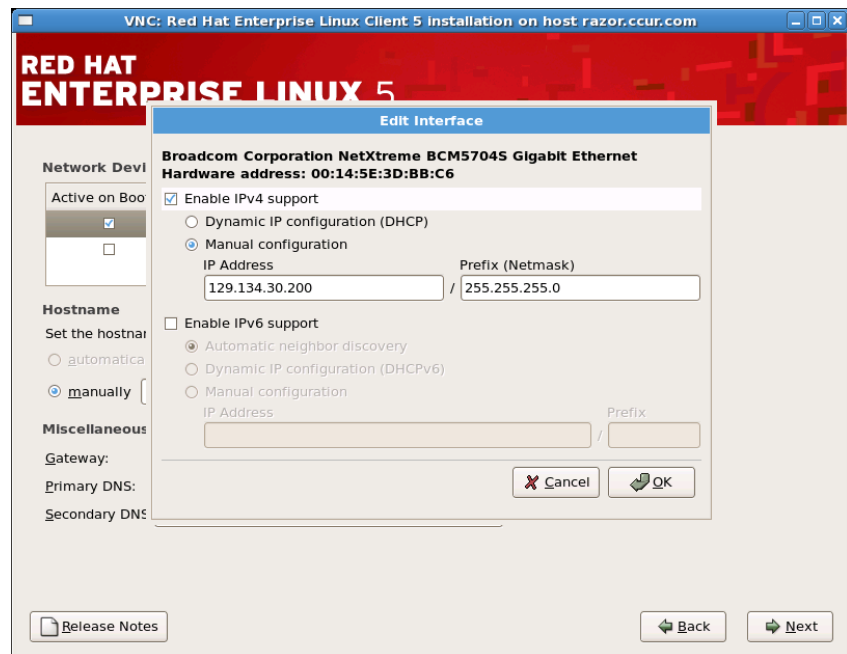 VNC: Red Hat Enterprise Linux Client 5 installation on host razor.ccur.com
RED HAT
ENTERPRISE LINUX 5
Edit Interface
Broadcom Corporation NetXtreme BCM5704S Gigabit Ethernet
Hardware address: 00:14:5E:3D:BB:C6
Network Devi
Active on Boo
Enable IPv4 support
Dynamic IP configuration (DHCP)
Manual configuration
IP Address Prefix (Netmask)
129.134.30.200 / 255.255.255.0
Enable IPv6 support
Automatic neighbor discovery
Dynamic IP configuration (DHCPv6)
Manual configuration
IP Address Prefix
/
Cancel OK
Hostname
Set the hostnar
automatica
manually
Miscellaneous
Gateway:
Primary DNS:
Secondary DNS
Release Notes Back Next